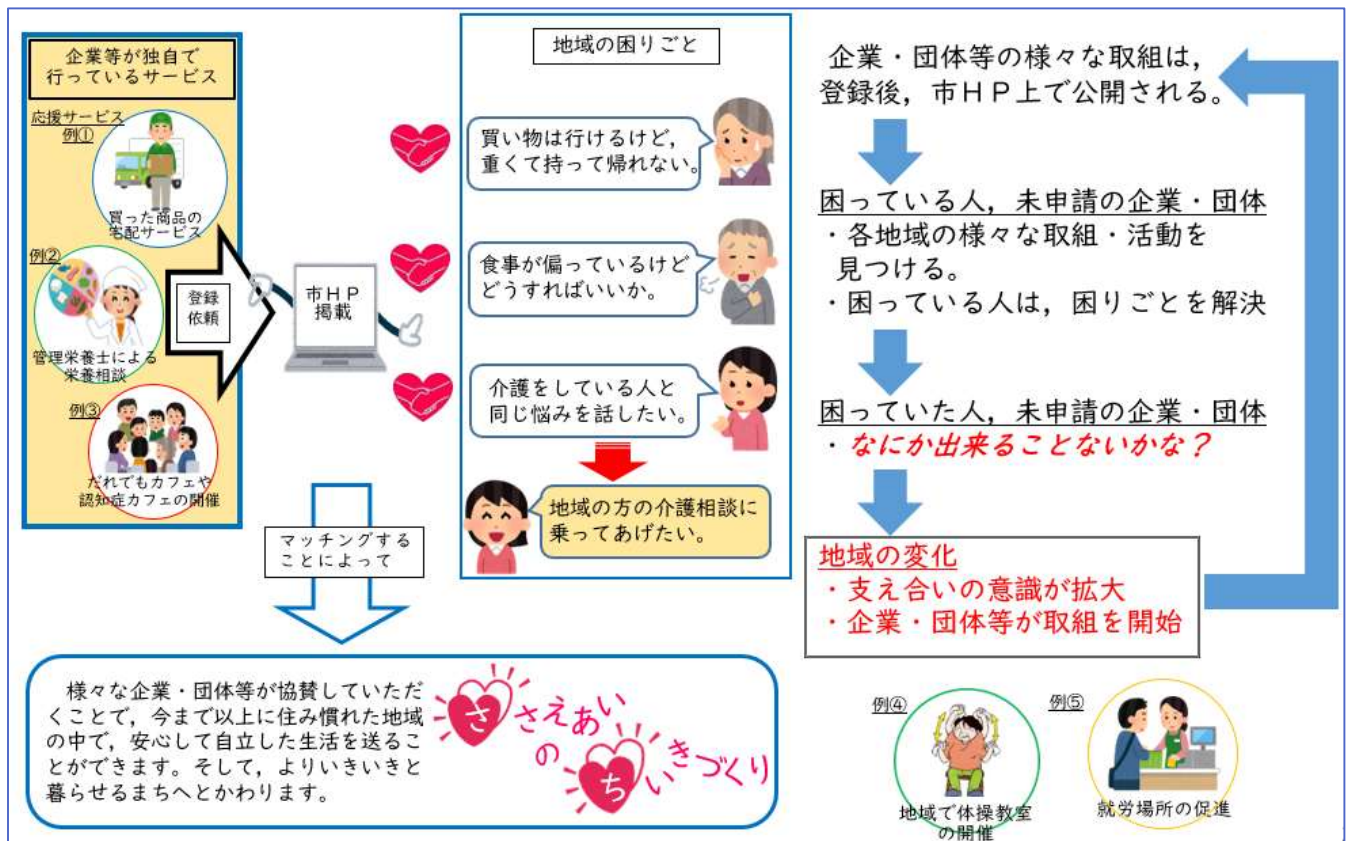 企業等が独自で
行っているサービス
応援サービス
例①
買った商品の
宅配サービス
例②
管理栄養士による
栄養相談
例③
だれでもカフェや
認知症カフェの開催
登録
依頼
市ＨＰ
掲載
地域の困りごと
買い物は行けるけど，
重くて持って帰れない。
食事が偏っているけど
どうすればいいか。
介護をしている人と
同じ悩みを話したい。
地域の方の介護相談に
乗ってあげたい。
マッチングする
ことによって
様々な企業・団体等が協賛していただ
くことで，今まで以上に住み慣れた地域
の中で，安心して自立した生活を送るこ
とができます。そして，よりいきいきと
暮らせるまちへとかわります。
さ さえあい
の ち いきづくり
企業・団体等の様々な取組は，
登録後，市ＨＰ上で公開される。
困っている人，未申請の企業・団体
・各地域の様々な取組・活動を
見つける。
・困っている人は，困りごとを解決
困っていた人，未申請の企業・団体
・なにか出来ることないかな？
地域の変化
・支え合いの意識が拡大
・企業・団体等が取組を開始
例④
地域で体操教室
の開催
例⑤
就労場所の促進